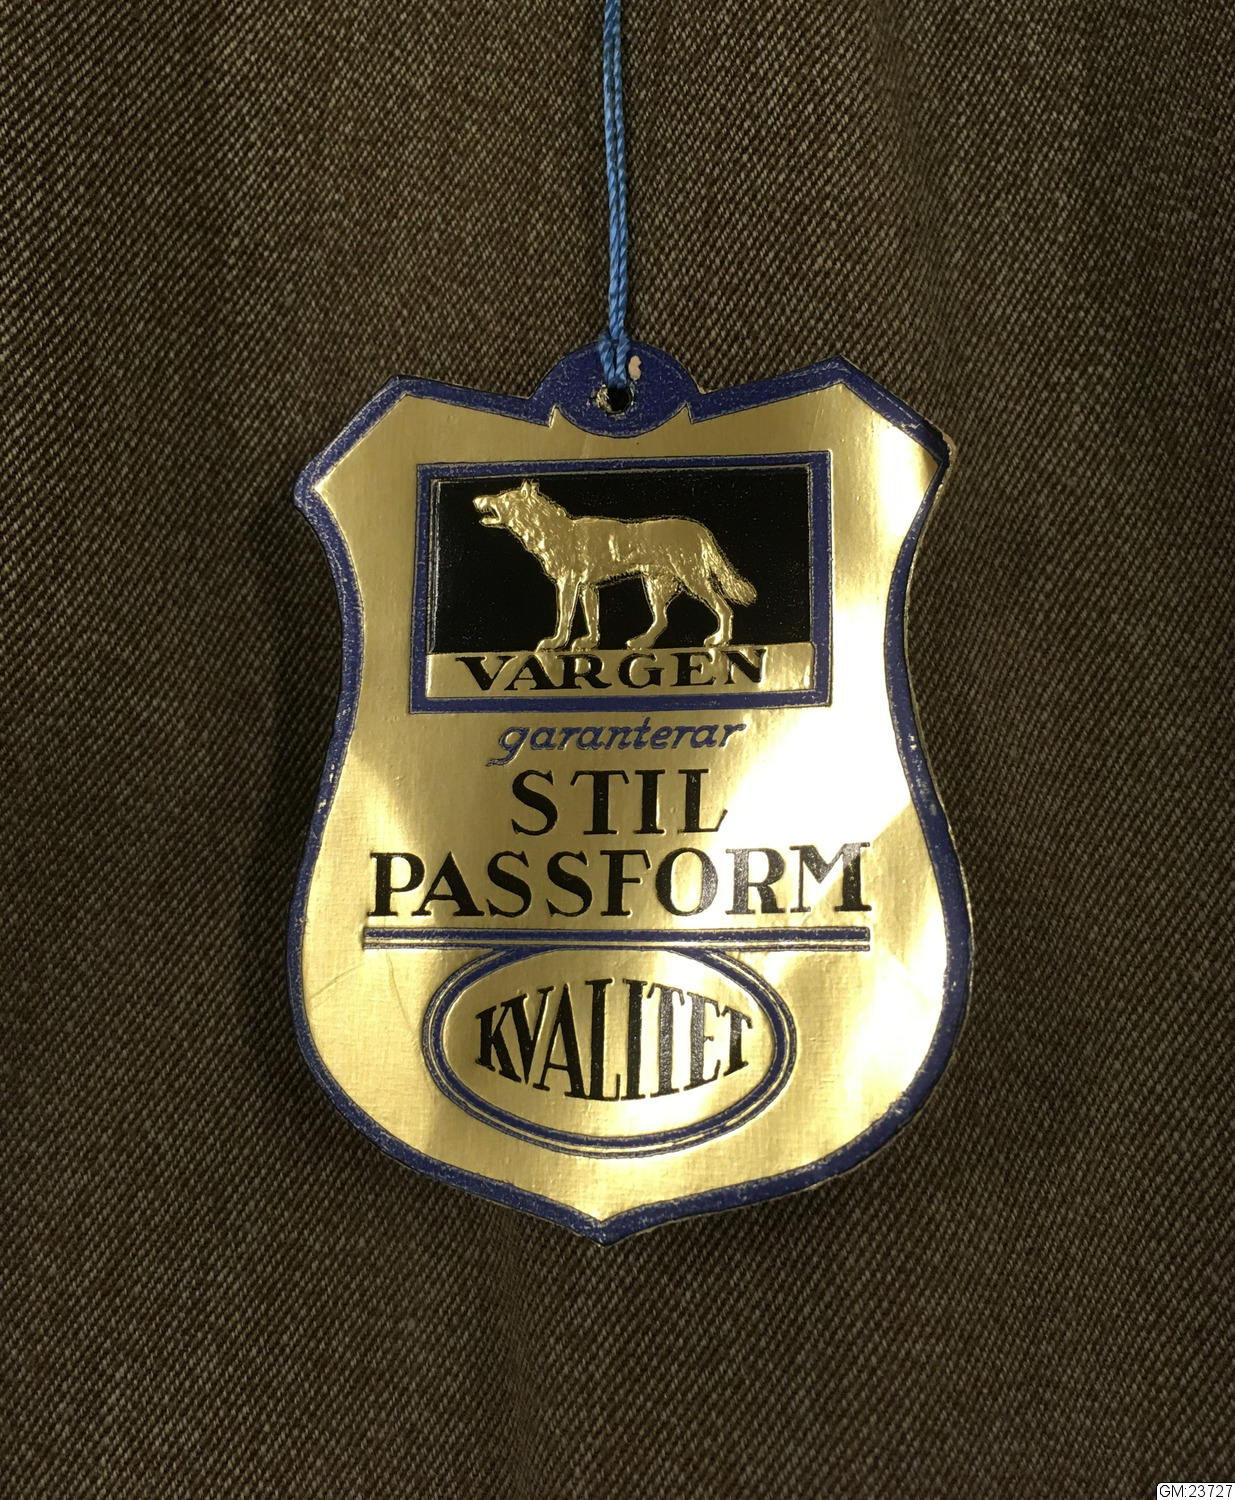 VARGEN
garanterar
STIL
PASSFORM
KVALITET
GM:23727